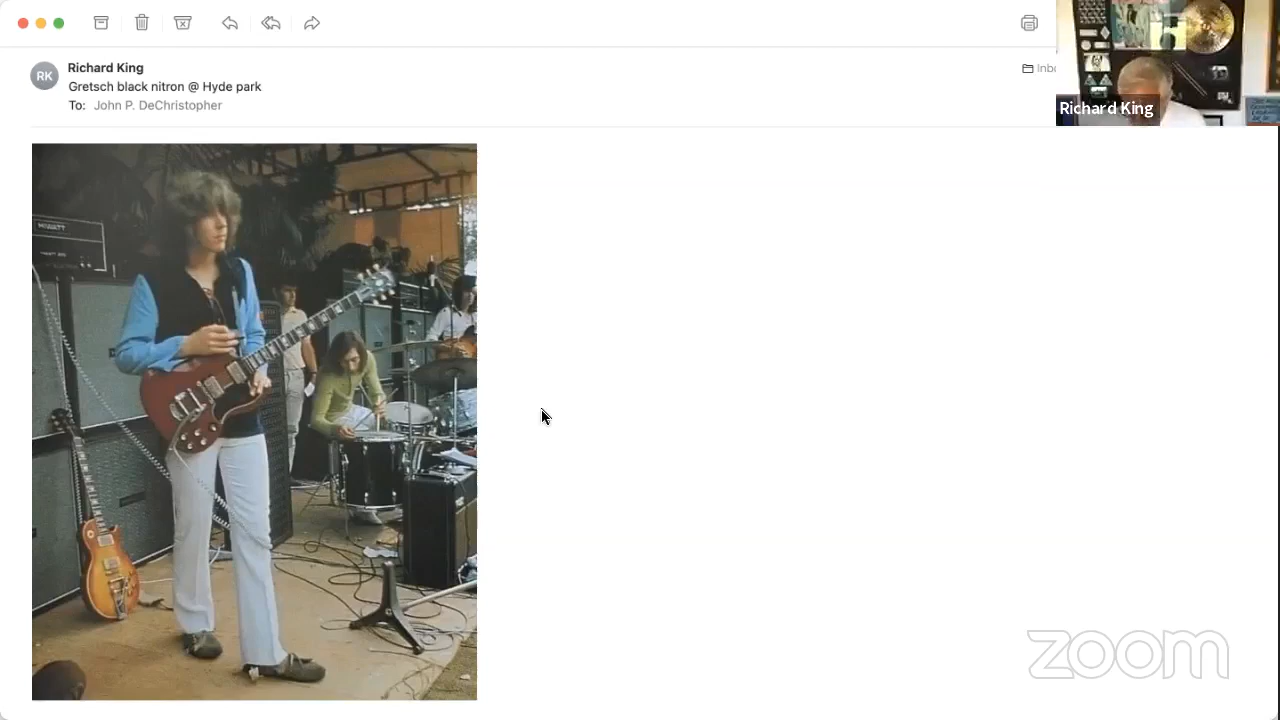 RK
Richard King
Gretsch black nitron @ Hyde park
To: John P. DeChristopher
Inbo
Richard King
HIWATT
zoom